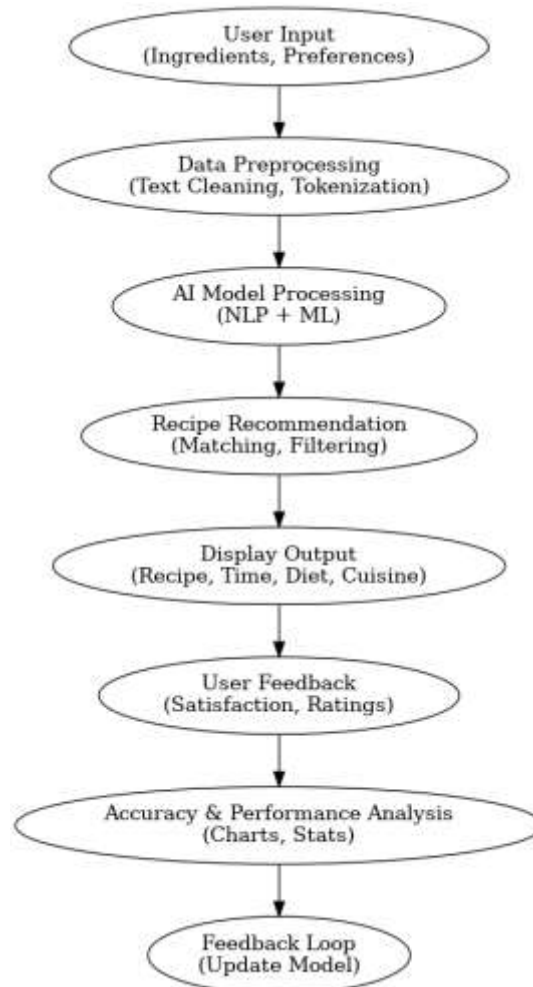 User Input
(Ingredients, Preferences)
Data Preprocessing
(Text Cleaning, Tokenization)
AI Model Processing
(NLP + ML)
Recipe Recommendation
(Matching, Filtering)
Display Output
(Recipe, Time, Diet, Cuisine)
User Feedback
(Satisfaction, Ratings)
Accuracy & Performance Analysis
(Charts, Stats)
Feedback Loop
(Update Model)